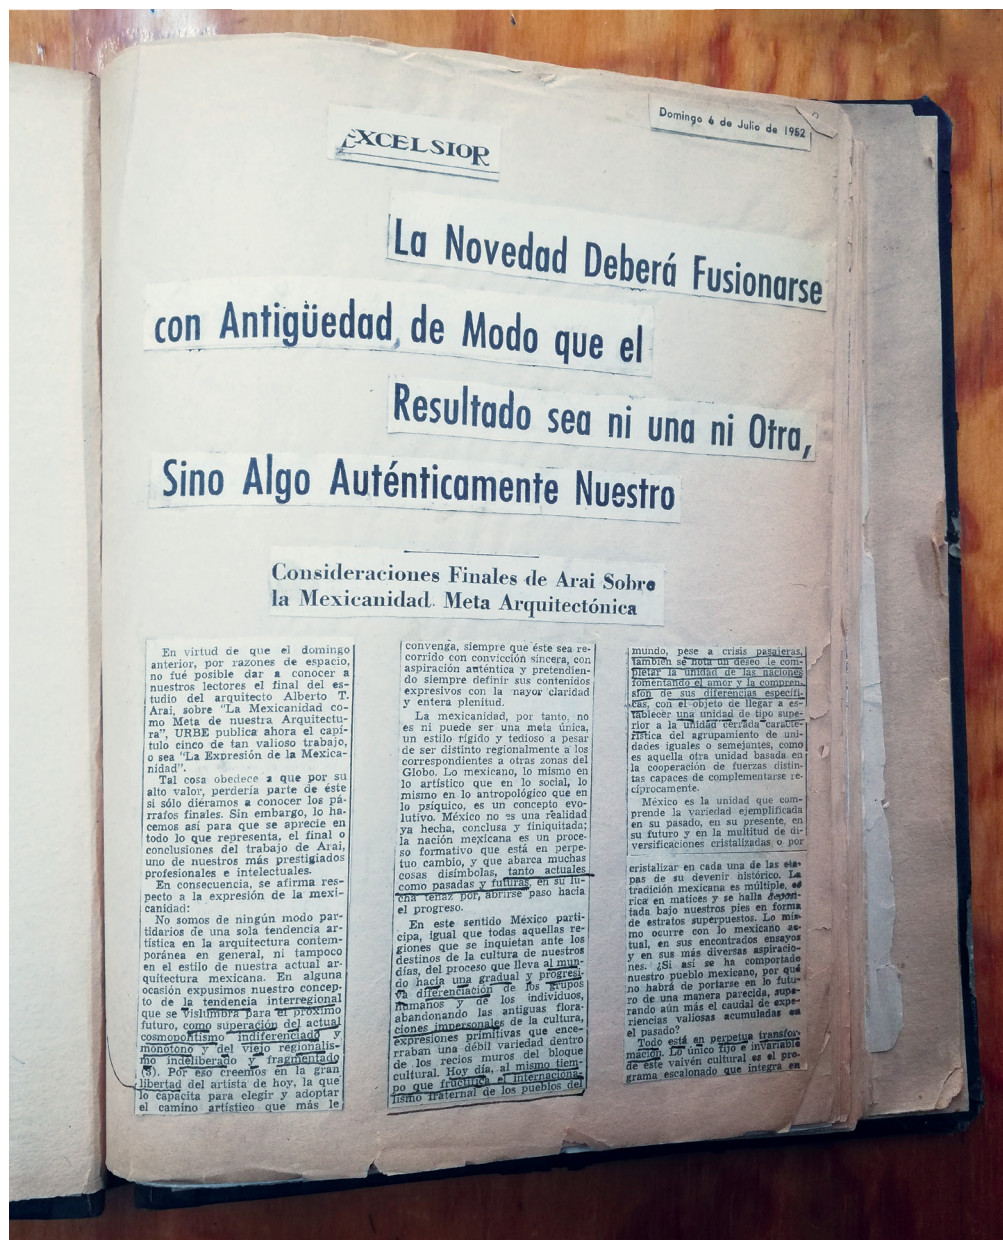 EXCELSIOR
Domingo 6 de Julio de 1952
La Novedad Deberá Fusionarse
con Antigüedad, de Modo que el
Resultado sea ni una ni Otra,
Sino Algo Auténticamente Nuestro
Consideraciones Finales de Arai Sobre
la Mexicanidad. Meta Arquitectónica
En virtud de que el domingo
anterior, por razones de espacio,
no fué posible dar a conocer a
nuestros lectores el final del es-
tudio del arquitecto Alberto T.
Arai, sobre "La Mexicanidad co-
mo Meta de nuestra Arquitectu-
ra", URBE publica ahora el capí-
tulo cinco de tan valioso trabajo,
o sea "La Expresión de la Mexica-
nidad".
Tal cosa obedece a que por su
alto valor, perdería parte de éste
si sólo diéramos a conocer los pá-
rrafos finales. Sin embargo, lo ha-
cemos así para que se aprecie en
todo lo que representa, el final o
conclusiones del trabajo de Arai,
uno de nuestros más prestigiados
profesionales e intelectuales.
En consecuencia, se afirma res-
pecto a la expresión de la mexi-
canidad:
No somos de ningún modo par-
tidarios de una sola tendencia ar-
tística en la arquitectura contem-
poránea en general, ni tampoco
en el estilo de nuestra actual ar-
quitectura mexicana. En alguna
ocasión expusimos nuestro concep-
to de la tendencia interregional
que se vislumbra para el próximo
futuro, como superación del actual
cosmopolitismo indiferenciado y
monótono y del viejo regionalis-
mo indeliberado y fragmentado
(8). Por eso creemos en la gran
libertad del artista de hoy, la que
lo capacita para elegir y adoptar
el camino artístico que más le
convenga, siempre que éste sea re-
corrido con convicción sincera, con
aspiración auténtica y pretendien-
do siempre definir sus contenidos
expresivos con la mayor claridad
y entera plenitud.
La mexicanidad, por tanto, no
es ni puede ser una meta única,
un estilo rígido y tedioso a pesar
de ser distinto regionalmente a los
correspondientes a otras zonas del
Globo. Lo mexicano, lo mismo en
lo artístico que en lo social, lo
mismo en lo antropológico que en
lo psíquico, es un concepto evo-
lutivo. México no es una realidad
ya hecha, conclusa y finiquitada;
la nación mexicana es un proce-
so formativo que está en perpe-
tuo cambio, y que abarca muchas
cosas disímbolas, tanto actuales
como pasadas y futuras, en su lu-
cha tenaz por abrirse paso hacia
el progreso.
En este sentido México parti-
cipa, igual que todas aquellas re-
giones que se inquietan ante los
destinos de la cultura de nuestros
días, del proceso que lleva al mun-
do hacia una gradual y progresi-
va diferenciación de los grupos
humanos y de los individuos,
abandonando las antiguas flora-
ciones impersonales de la cultura,
expresiones primitivas que ence-
rraban una débil variedad dentro
de los recios muros del bloque
cultural. Hoy día, al mismo tiem-
po que fructifica el internaciona-
lismo fraternal de los pueblos del
mundo, pese a crisis pasajeras,
también se nota un deseo de com-
pletar la unidad de las naciones
fomentando el amor y la compren-
sión de sus diferencias específi-
cas, con el objeto de llegar a es-
tablecer una unidad de tipo supe-
rior a la unidad cerrada caracte-
rística del agrupamiento de uni-
dades iguales o semejantes, como
es aquella otra unidad basada en
la cooperación de fuerzas distin-
tas capaces de complementarse re-
cíprocamente.
México es la unidad que com-
prende la variedad ejemplificada
en su pasado, en su presente, en
su futuro y en la multitud de di-
versificaciones cristalizadas o por
cristalizar en cada una de las eta-
pas de su devenir histórico. La
tradición mexicana es múltiple, es
rica en matices y se halla deposi-
tada bajo nuestros pies en forma
de estratos superpuestos. Lo mis-
mo ocurre con lo mexicano ac-
tual, en sus encontrados ensayos
y en sus más diversas aspiracio-
nes. ¿Si así se ha comportado
nuestro pueblo mexicano, por qué
no habrá de portarse en lo futu-
ro de una manera parecida, supe-
rando aún más el caudal de expe-
riencias valiosas acumuladas en
el pasado?
Todo está en perpetua transfor-
mación. Lo único fijo e invariable
de este vaivén cultural es el pro-
grama escalonado que integra en